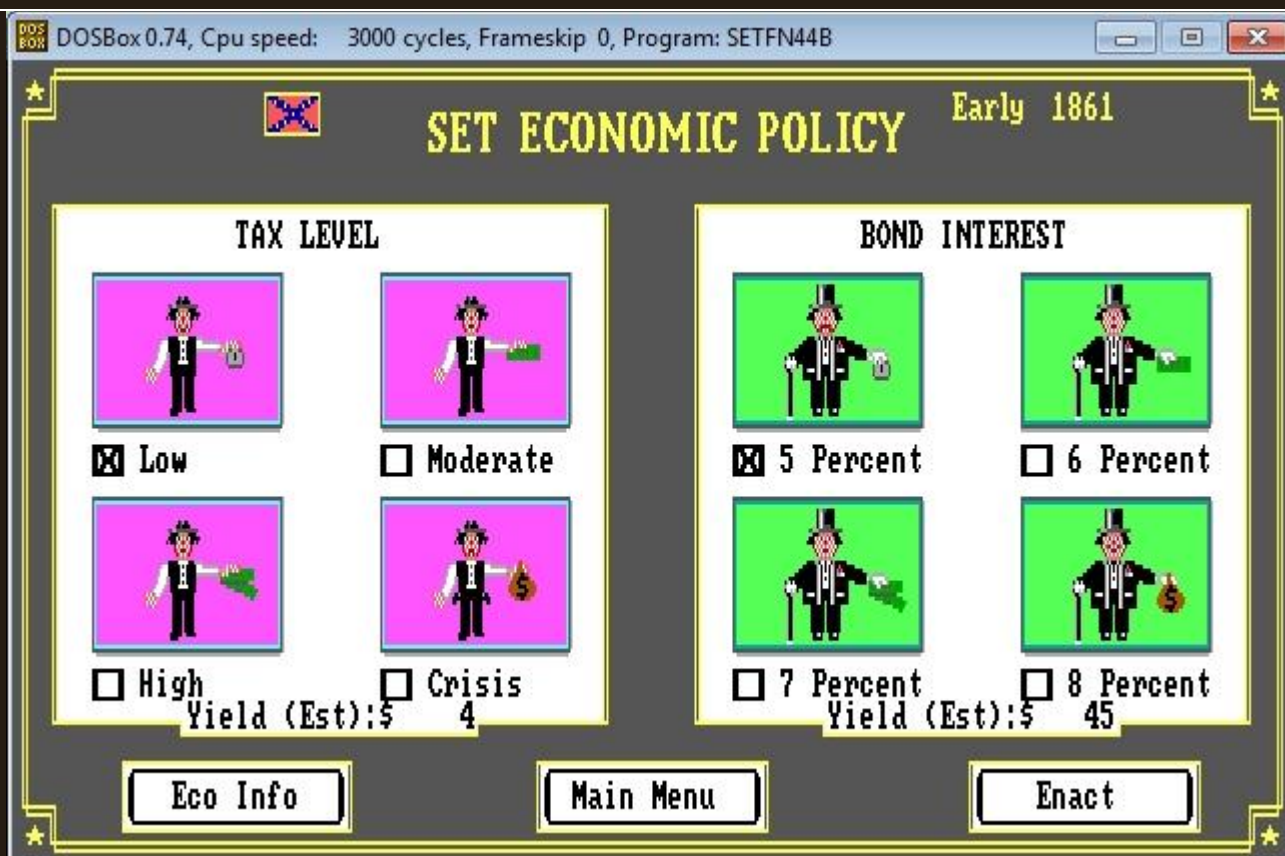 DOS BOX DOSBox 0.74, Cpu speed: 3000 cycles, Frameskip 0, Program: SETFN44B
SET ECONOMIC POLICY
Early 1861
TAX LEVEL
Low
Moderate
High
$
Crisis
Yield (Est):$ 4
BOND INTEREST
5 Percent
6 Percent
7 Percent
$
8 Percent
Yield (Est):$ 45
Eco Info
Main Menu
Enact